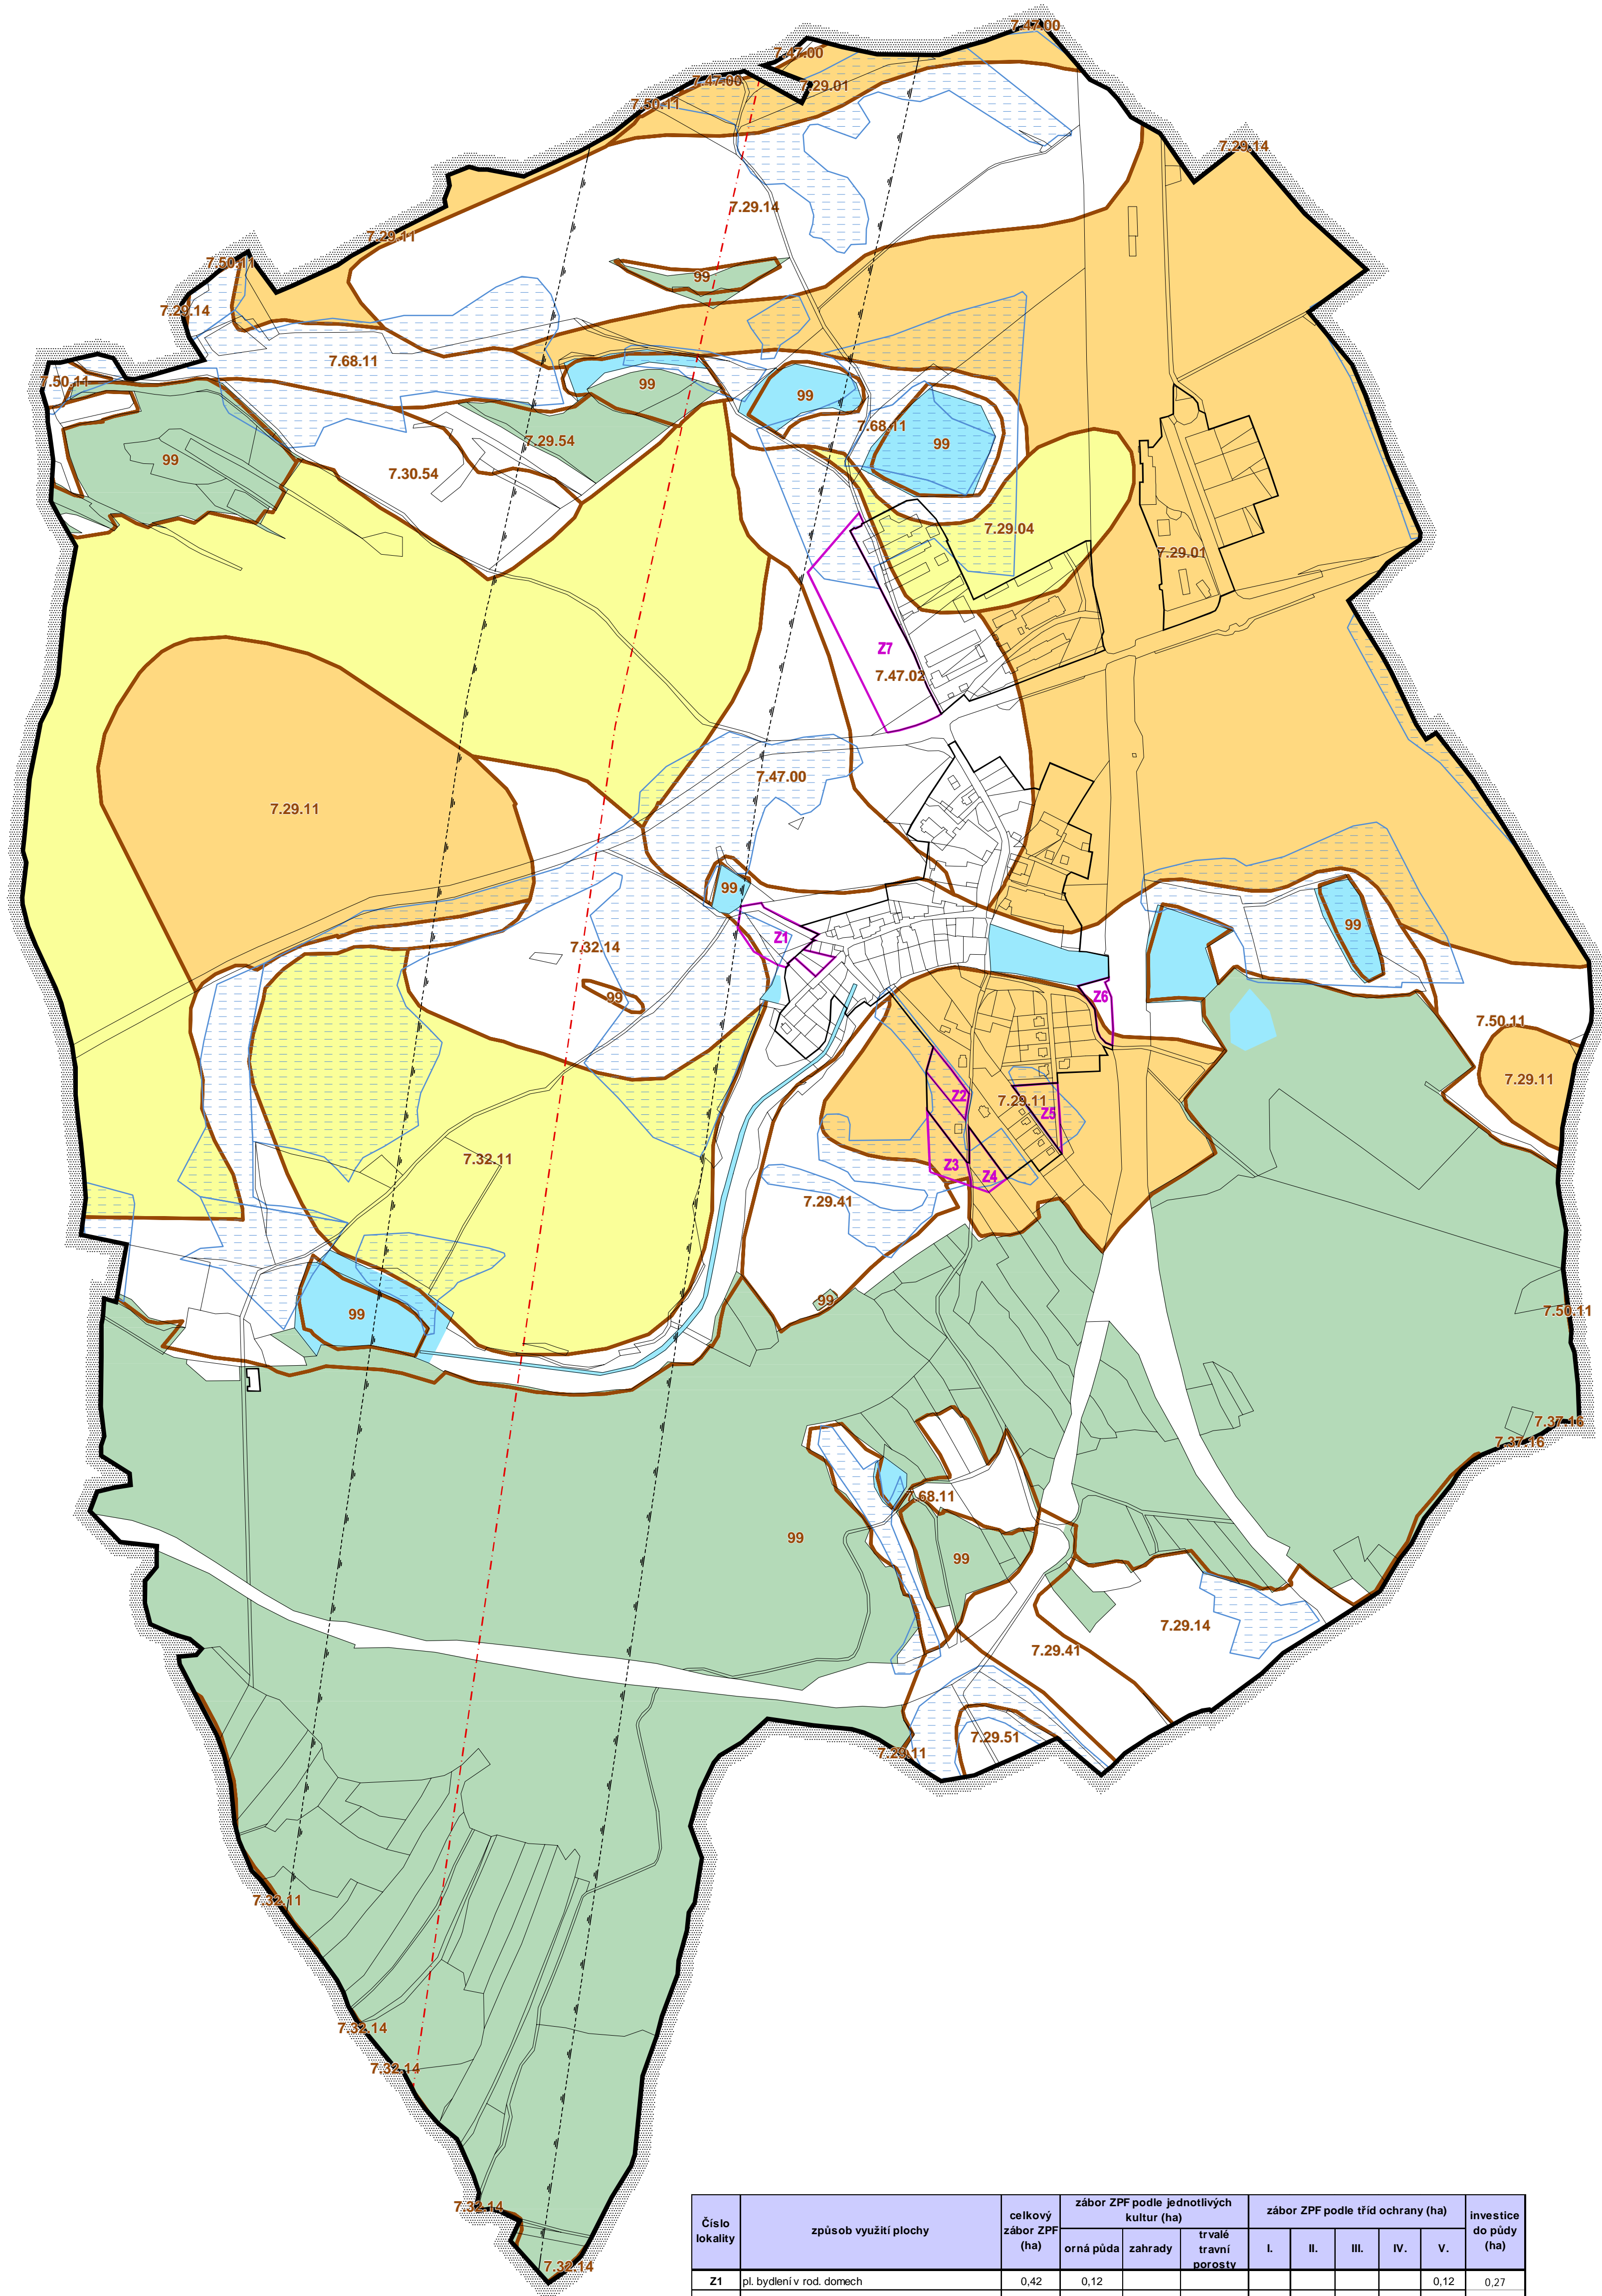 7.47.00
7.47.00
7.47.00
7.29.01
7.50.11
7.29.14
7.29.14
7.29.11
7.50.11
99
7.29.14
7.68.11
7.50.11
99
99
7.68.11
99
7.29.54
99
7.30.54
7.29.04
7.29.01
Z7
7.47.02
7.47.00
7.29.11
99
99
Z1
7.32.14
99
Z6
7.50.11
7.29.11
Z2
7.29.11
Z5
7.32.11
Z3
Z4
7.29.41
99
7.50.11
99
7.37.16
7.37.16
7.68.11
99
99
7.29.14
7.29.41
7.29.51
7.29.11
7.32.11
7.32.14
7.32.14
7.32.14
7.32.14
Číslo lokality
způsob využití plochy
celkový zábor ZPF (ha)
zábor ZPF podle jednotlivých kultur (ha)
zábor ZPF podle tříd ochrany (ha)
investice do půdy (ha)
orná půda
zahrady
trvalé travní porosty
I.
II.
III.
IV.
V.
Z1
pl. bydlení v rod. domech
0,42
0,12
0,12
0,27